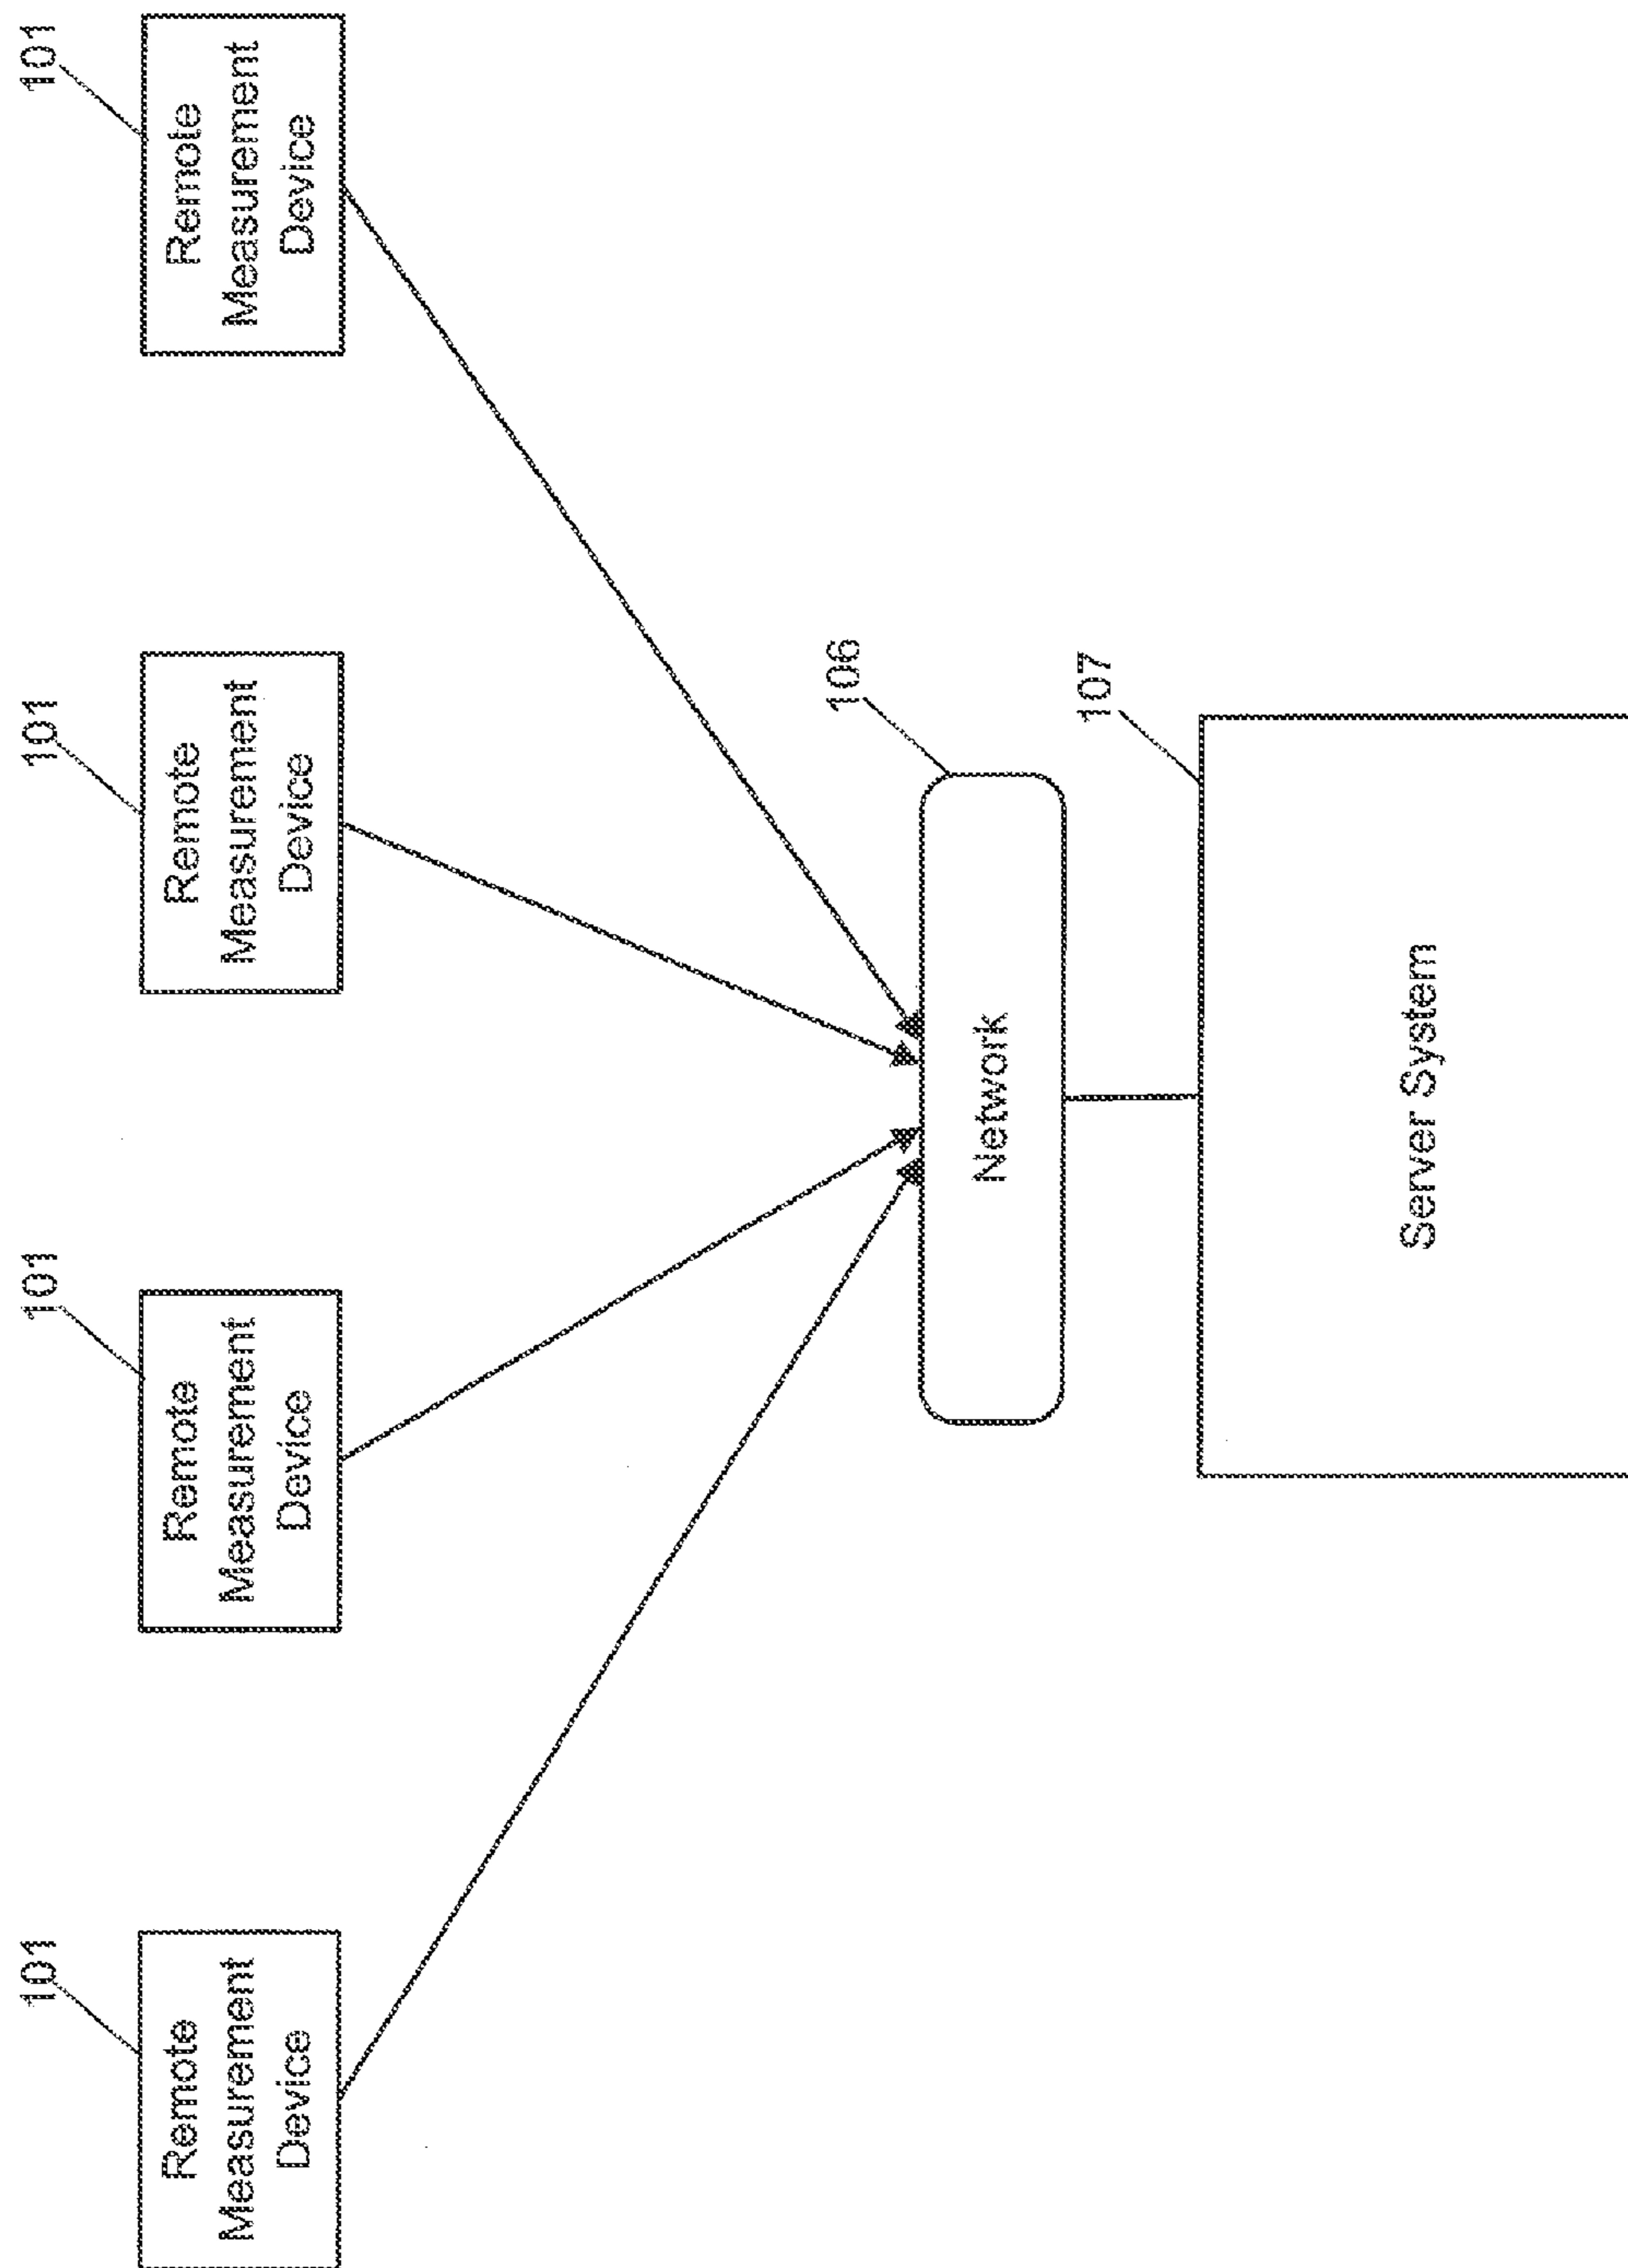 101
Remote
Measurement
Device
101
Remote
Measurement
Device
101
Remote
Measurement
Device
101
Remote
Measurement
Device
106
Network
107
Server System